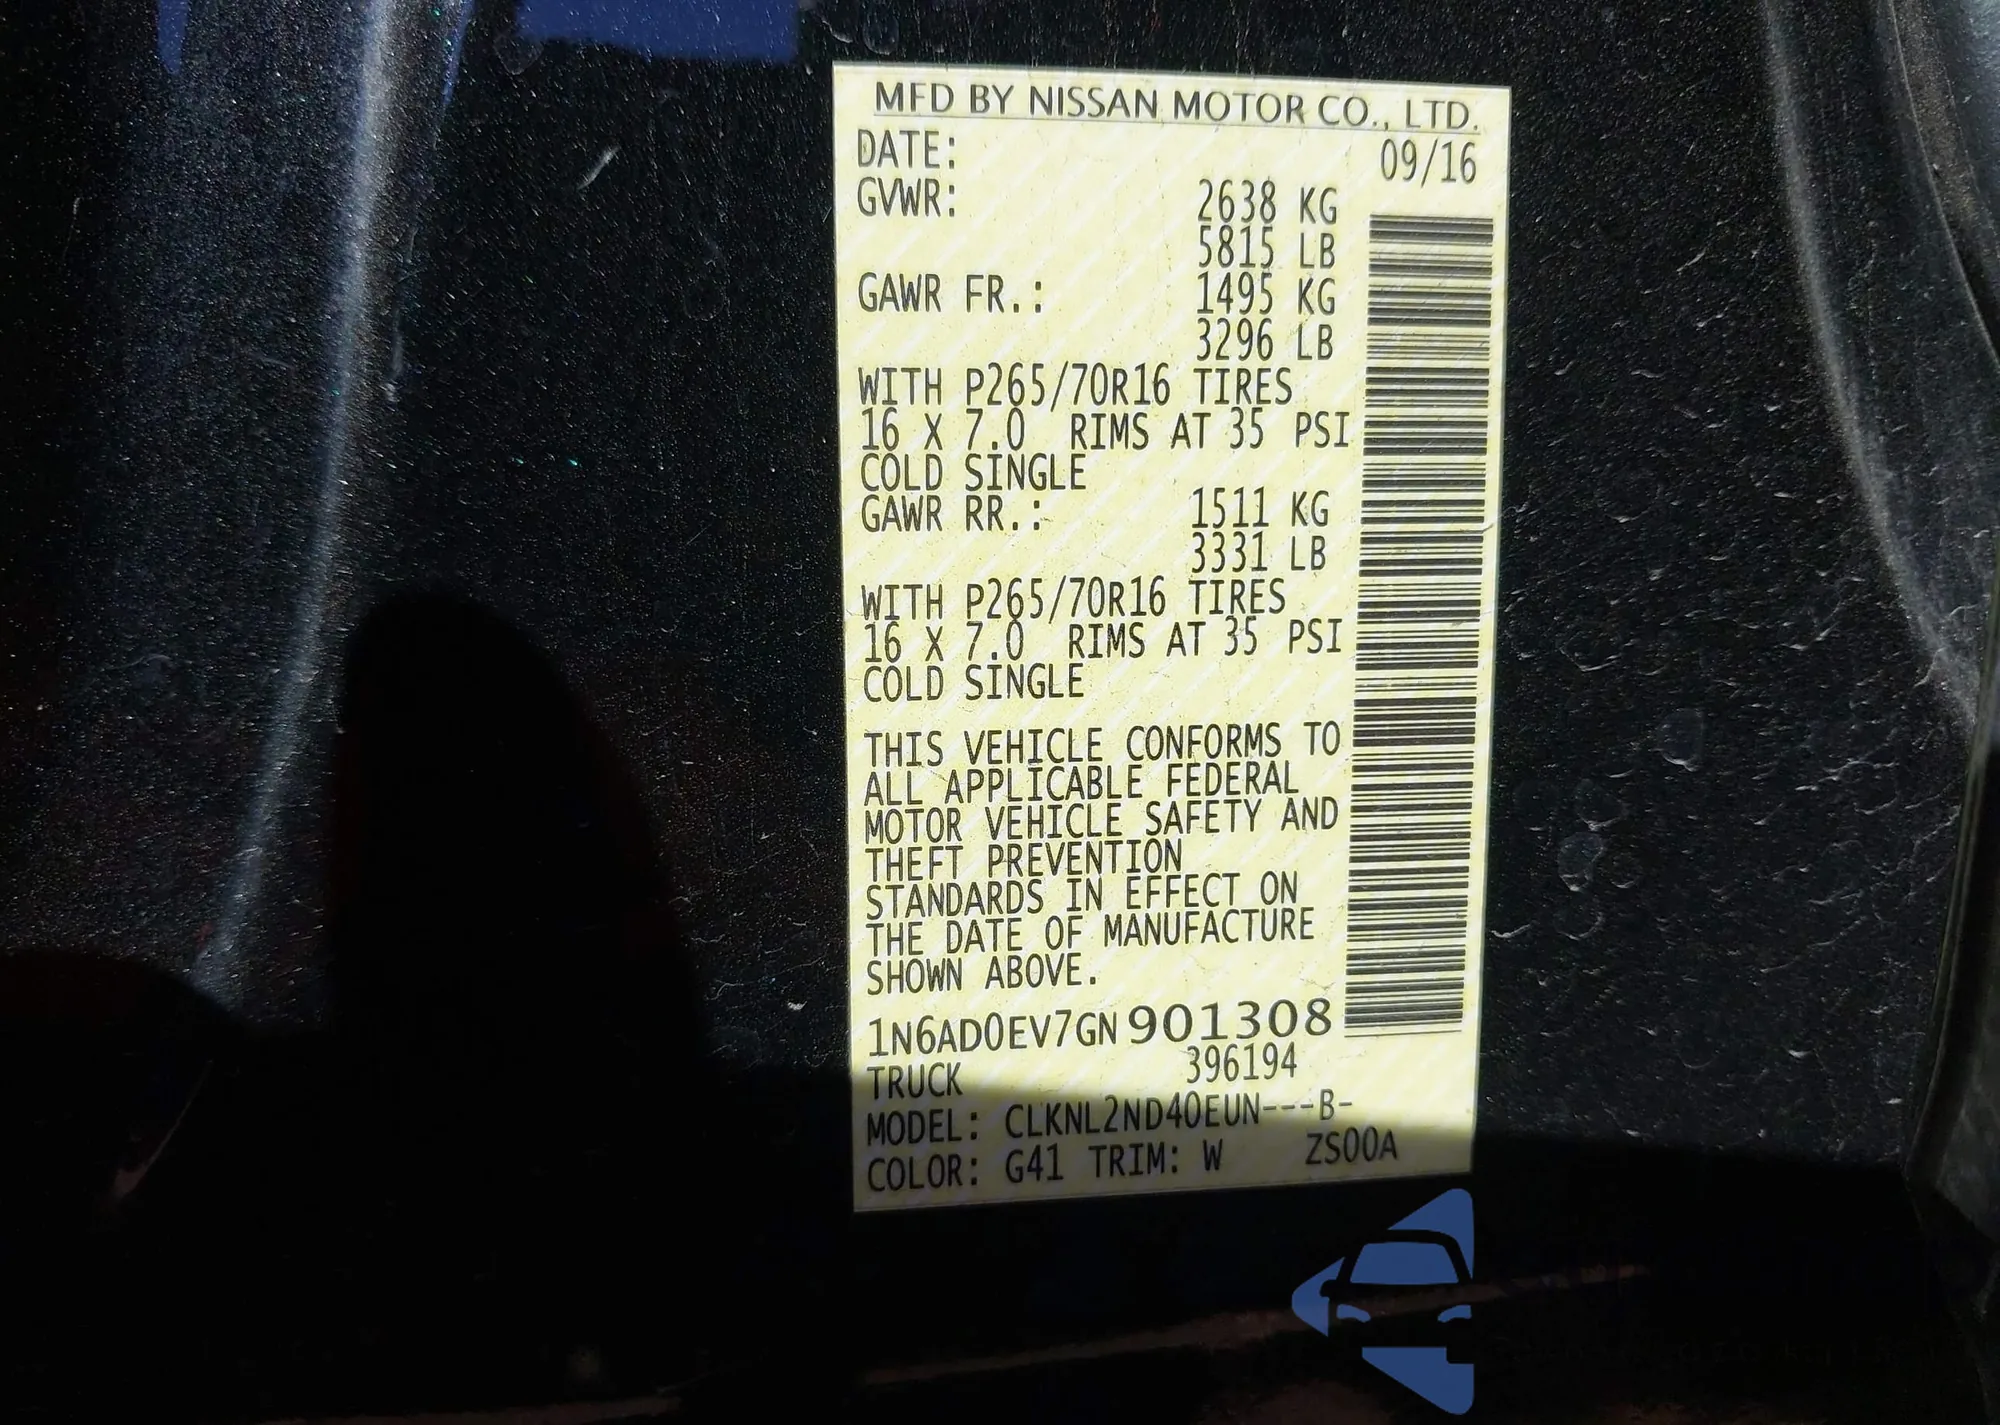 MFD BY NISSAN MOTOR CO., LTD.
DATE: 09/16
GVWR: 2638 KG
5815 LB
GAWR FR.: 1495 KG
3296 LB
WITH P265/70R16 TIRES
16 X 7.0 RIMS AT 35 PSI
COLD SINGLE
GAWR RR.: 1511 KG
3331 LB
WITH P265/70R16 TIRES
16 X 7.0 RIMS AT 35 PSI
COLD SINGLE
THIS VEHICLE CONFORMS TO
ALL APPLICABLE FEDERAL
MOTOR VEHICLE SAFETY AND
THEFT PREVENTION
STANDARDS IN EFFECT ON
THE DATE OF MANUFACTURE
SHOWN ABOVE.
1N6AD0EV7GN901308
TRUCK 396194
MODEL: CLKNL2ND40EUN---B-
COLOR: G41 TRIM: W ZS00A